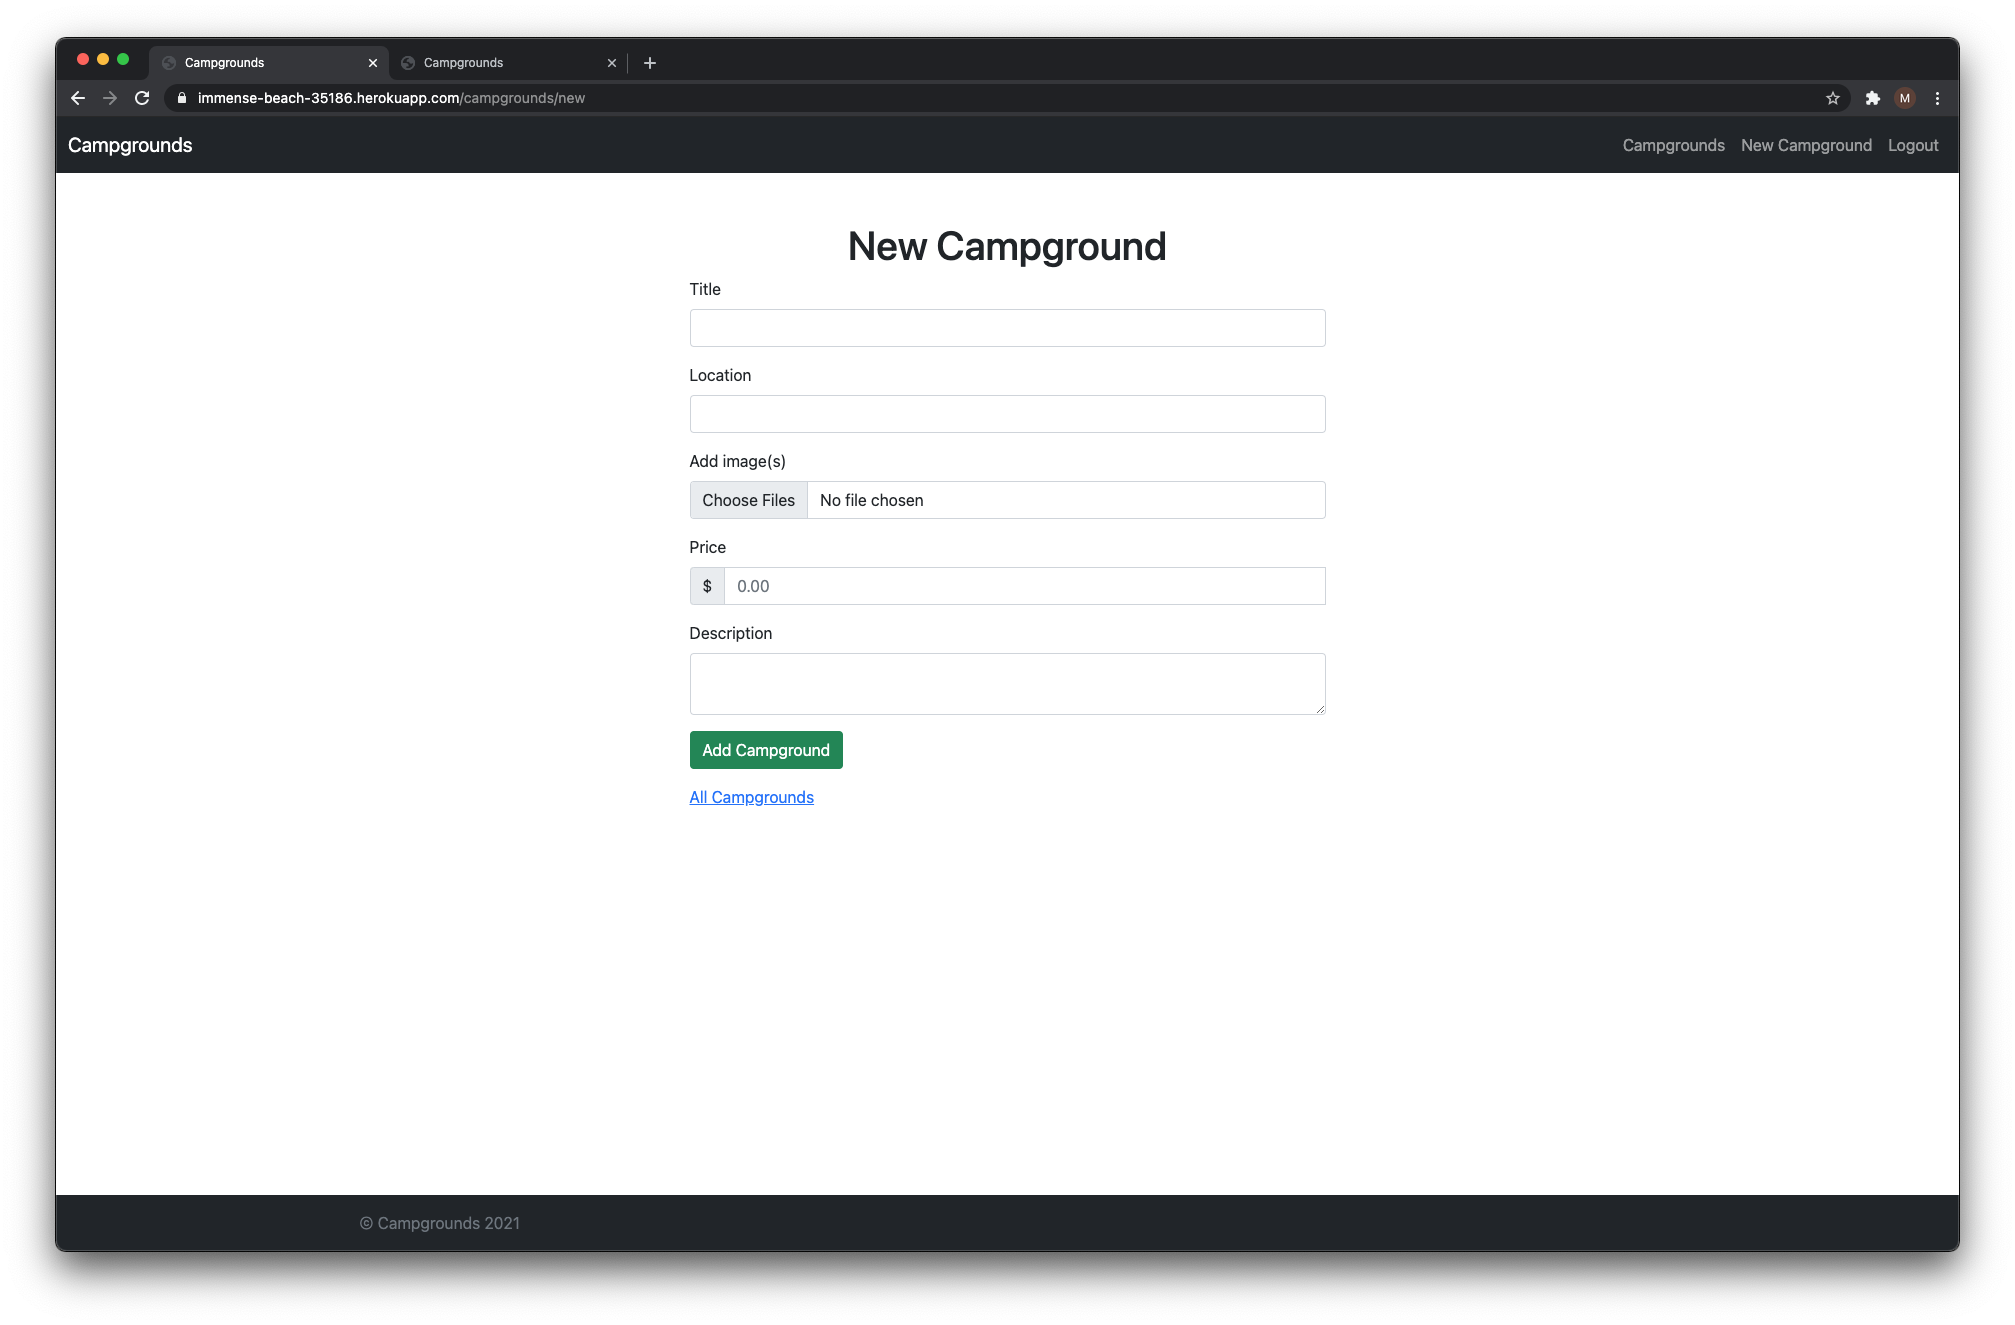 Campgrounds
Campgrounds
immense-beach-35186.herokuapp.com/campgrounds/new
M
Campgrounds
Campgrounds New Campground Logout
New Campground
Title
Location
Add image(s)
Choose Files No file chosen
Price
$ 0.00
Description
Add Campground
All Campgrounds
© Campgrounds 2021